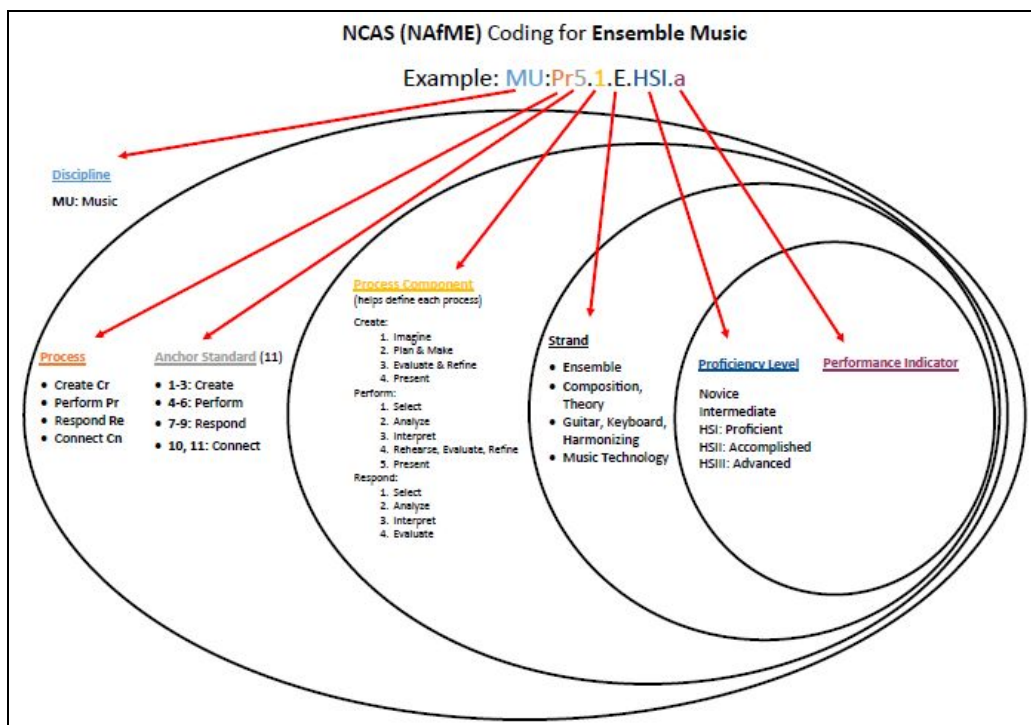 NCAS (NAfME) Coding for Ensemble Music
Example: MU:Pr5.1.E.HSI.a
Discipline
MU: Music
Process
• Create Cr
• Perform Pr
• Respond Re
• Connect Cn
Anchor Standard (11)
• 1-3: Create
• 4-6: Perform
• 7-9: Respond
• 10, 11: Connect
Process Component
(helps define each process)
Create:
1. Imagine
2. Plan & Make
3. Evaluate & Refine
4. Present
Perform:
1. Select
2. Analyze
3. Interpret
4. Rehearse, Evaluate, Refine
5. Present
Respond:
1. Select
2. Analyze
3. Interpret
4. Evaluate
Strand
• Ensemble
• Composition,
Theory
• Guitar, Keyboard,
Harmonizing
• Music Technology
Proficiency Level
Novice
Intermediate
HSI: Proficient
HSII: Accomplished
HSIII: Advanced
Performance Indicator